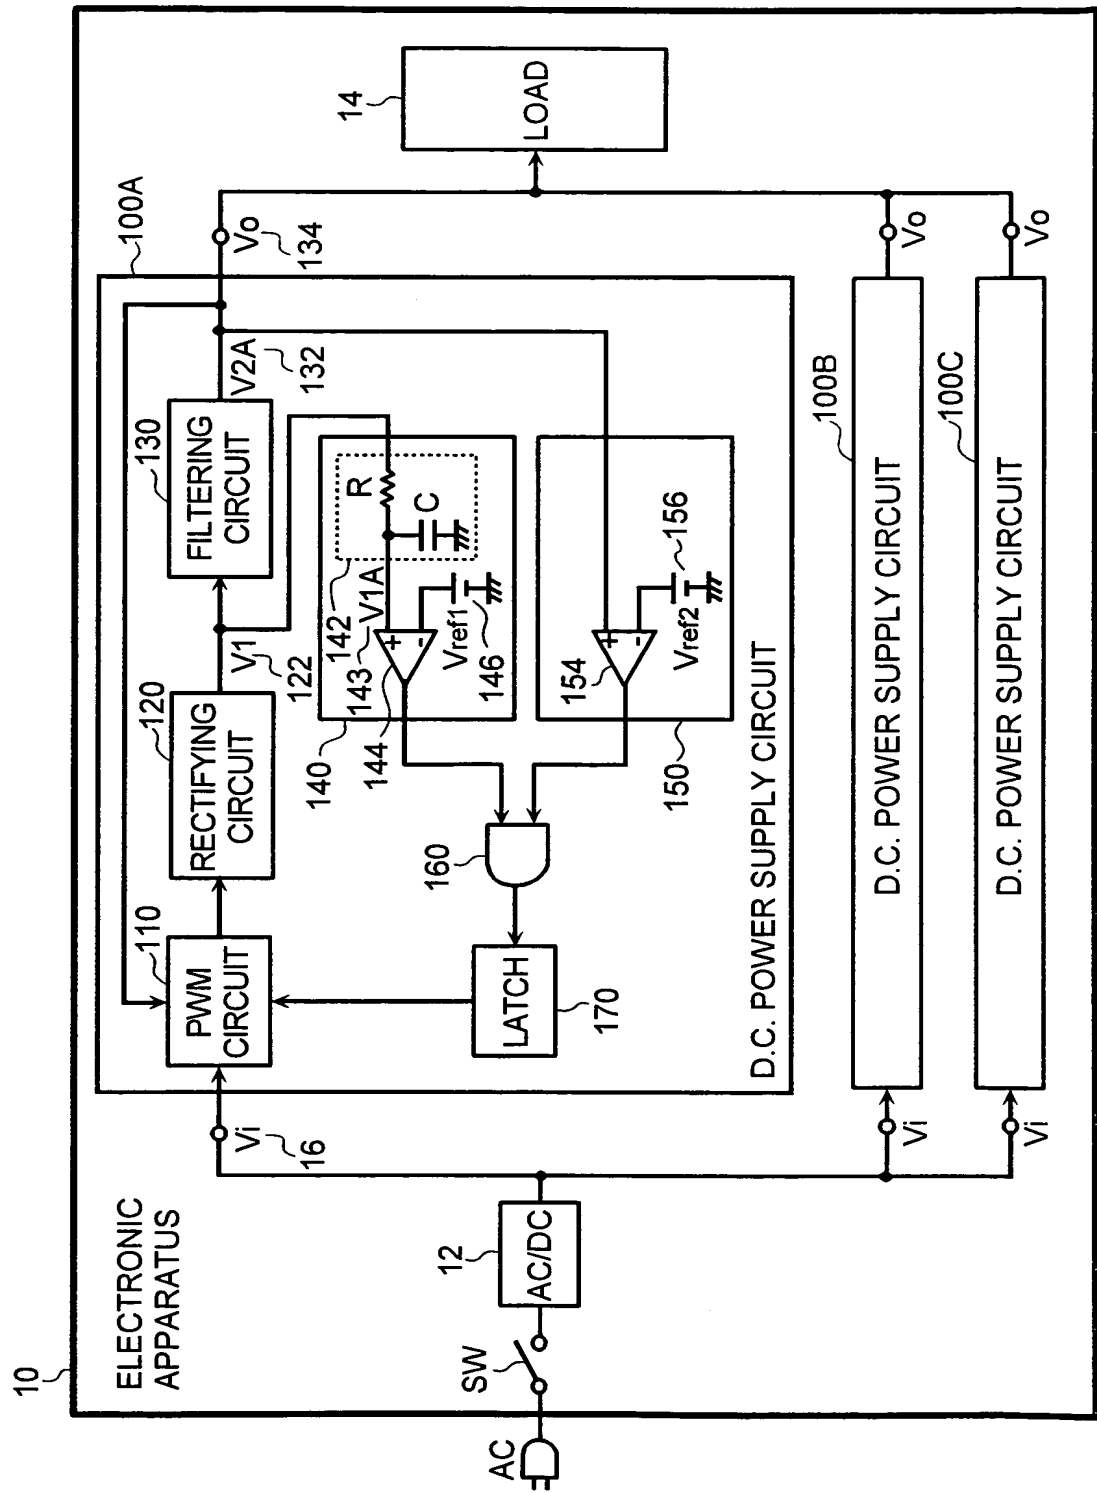 10
ELECTRONIC
APPARATUS
AC
SW
12
AC/DC
Vi
16
110
PWM
CIRCUIT
120
RECTIFYING
CIRCUIT
V1
122
130
FILTERING
CIRCUIT
V2A
132
100A
Vo
134
14
LOAD
140
142
143
V1A
R
C
144
+
-
Vref1
146
150
154
+
-
Vref2
156
160
LATCH
170
D.C. POWER SUPPLY CIRCUIT
100B
Vi
D.C. POWER SUPPLY CIRCUIT
Vo
100C
Vi
D.C. POWER SUPPLY CIRCUIT
Vo